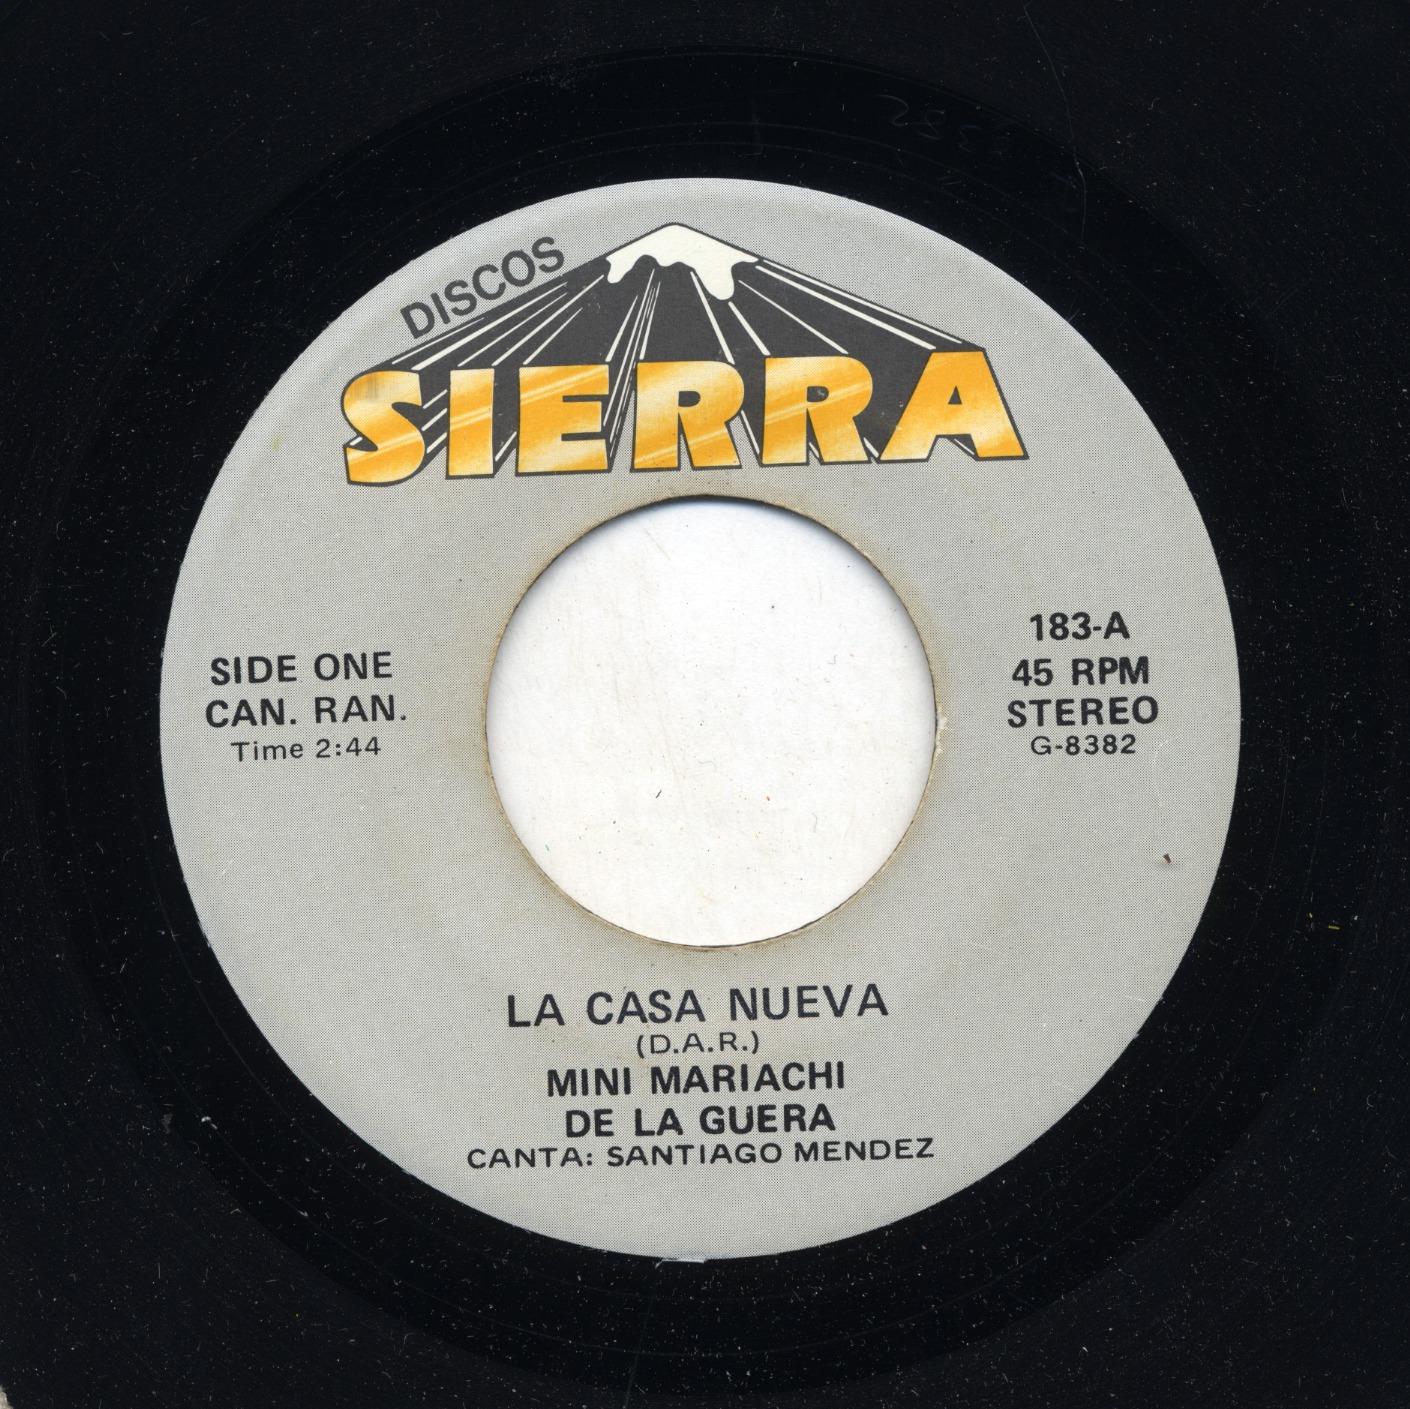 DISCOS
SIERRA
SIDE ONE
CAN. RAN.
Time 2:44
183-A
45 RPM
STEREO
G-8382
LA CASA NUEVA
(D.A.R.)
MINI MARIACHI
DE LA GUERA
CANTA: SANTIAGO MENDEZ